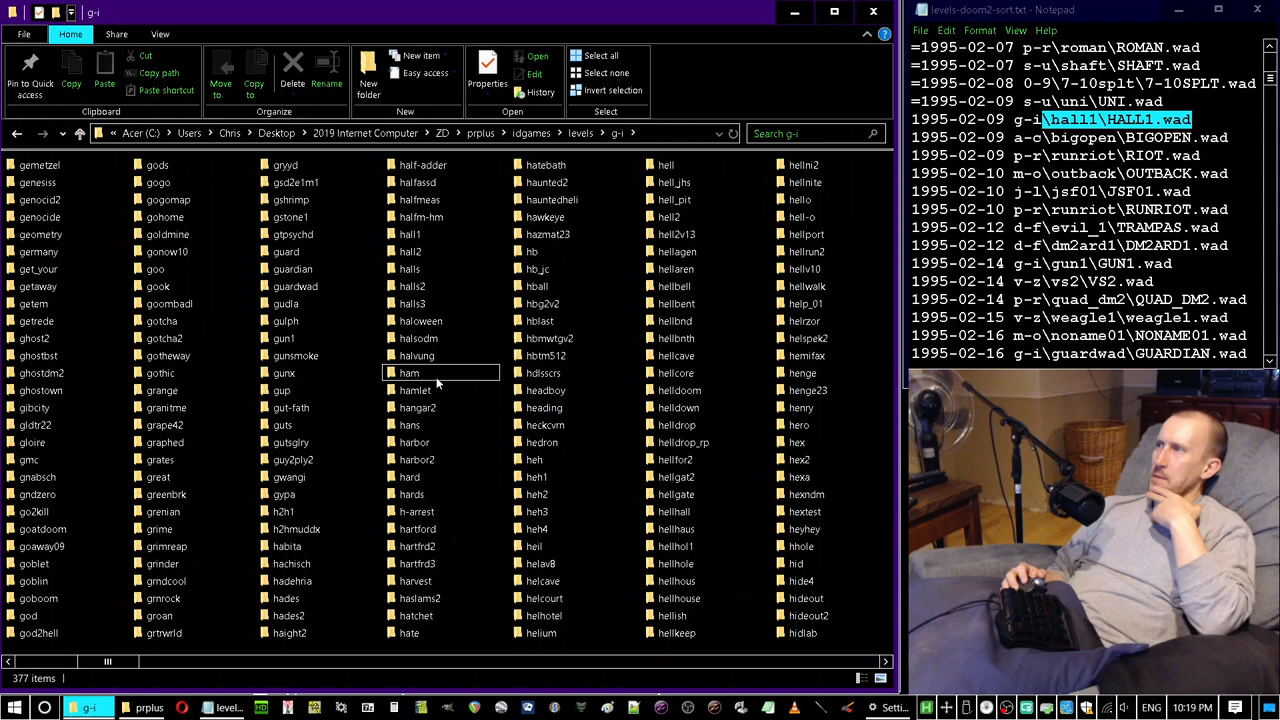 g-i
File Home Share View
Pin to Quick access
Copy
Paste
Cut
Copy path
Paste shortcut
Clipboard
Move to
Copy to
Delete
Rename
Organize
New folder
New item
Easy access
New
Properties
Open
Edit
History
Open
Select all
Select none
Invert selection
Select
Acer (C:) > Users > Chris > Desktop > 2019 Internet Computer > ZD > prplus > idgames > levels > g-i >
Search g-i
gemetzel gods gryyd half-adder hatebath hell hellni2
genesiss gogo gsd2e1m1 halfassd haunted2 hell_jhs hellnite
genocid2 gogomap gshrimp halfmeas hauntedheli hell_pit hello
genocide gohome gstone1 halfm-hm hawkeye hell2 hell-o
geometry goldmine gtpsychd hall1 hazmat23 hell2v13 hellport
germany gonow10 guard hall2 hb hellagen hellrun2
get_your goo guardian halls hb_jc hellaren hellv10
getaway gook guardwad halls2 hball hellbell hellwalk
getem goombadl gudla halls3 hbg2v2 hellbent help_01
getrede gotcha gulph haloween hblast hellbnd helrzor
ghost2 gotcha2 gun1 halsodm hbmwtgv2 hellbnth helspek2
ghostbst gotheway gunsmoke halvung hbtm512 hellcave hemifax
ghostdm2 gothic gunx ham hdlsscrs hellcore henge
ghostown grange gup hamlet headboy helldoom henge23
gibcity granitme gut-fath hangar2 heading helldown henry
gldtr22 grape42 guts hans heckcvrn helldrop hero
gloire graphed gutsglry harbor hedron helldrop_rp hex
gmc grates guy2ply2 harbor2 heh hellfor2 hex2
gnabsch great gwangi hard heh1 hellgat2 hexa
gndzero greenbrk gypa hards heh2 hellgate hexndm
go2kill grenian h2h1 h-arrest heh3 hellhall hextest
goatdoom grime h2hmuddx hartford heh4 hellhaus heyhey
goaway09 grimreap habita hartfrd2 heil hellhol1 hhole
goblet grinder hachisch hartfrd3 helav8 hellhole hid
goblin grndcool hadehria harvest helcave hellhous hide4
goboom grnrock hades haslams2 helcourt hellhouse hideout
god groan hades2 hatchet helhotel hellish hideout2
god2hell grtrwrld haight2 hate helium hellkeep hidlab
377 items
levels-doom2-sort.txt - Notepad
File Edit Format View Help
=1995-02-07 p-r\roman\ROMAN.wad
=1995-02-07 s-u\shaft\SHAFT.wad
=1995-02-08 0-9\7-10splt\7-10SPLT.wad
=1995-02-09 s-u\uni\UNI.wad
1995-02-09 g-i\hall1\HALL1.wad
1995-02-09 a-c\bigopen\BIGOPEN.wad
1995-02-09 p-r\runriot\RIOT.wad
1995-02-10 m-o\outback\OUTBACK.wad
1995-02-10 j-l\jsf01\JSF01.wad
1995-02-10 p-r\runriot\RUNRIOT.wad
1995-02-12 d-f\evil_1\TRAMPAS.wad
1995-02-12 d-f\dm2ard1\DM2ARD1.wad
1995-02-14 g-i\gun1\GUN1.wad
1995-02-14 v-z\vs2\VS2.wad
1995-02-14 p-r\quad_dm2\QUAD_DM2.wad
1995-02-15 v-z\weagle1\weagle1.wad
1995-02-16 m-o\noname01\NONAME01.wad
1995-02-16 g-i\guardwad\GUARDIAN.wad
g-i prplus level... Setti... ENG 10:19 PM